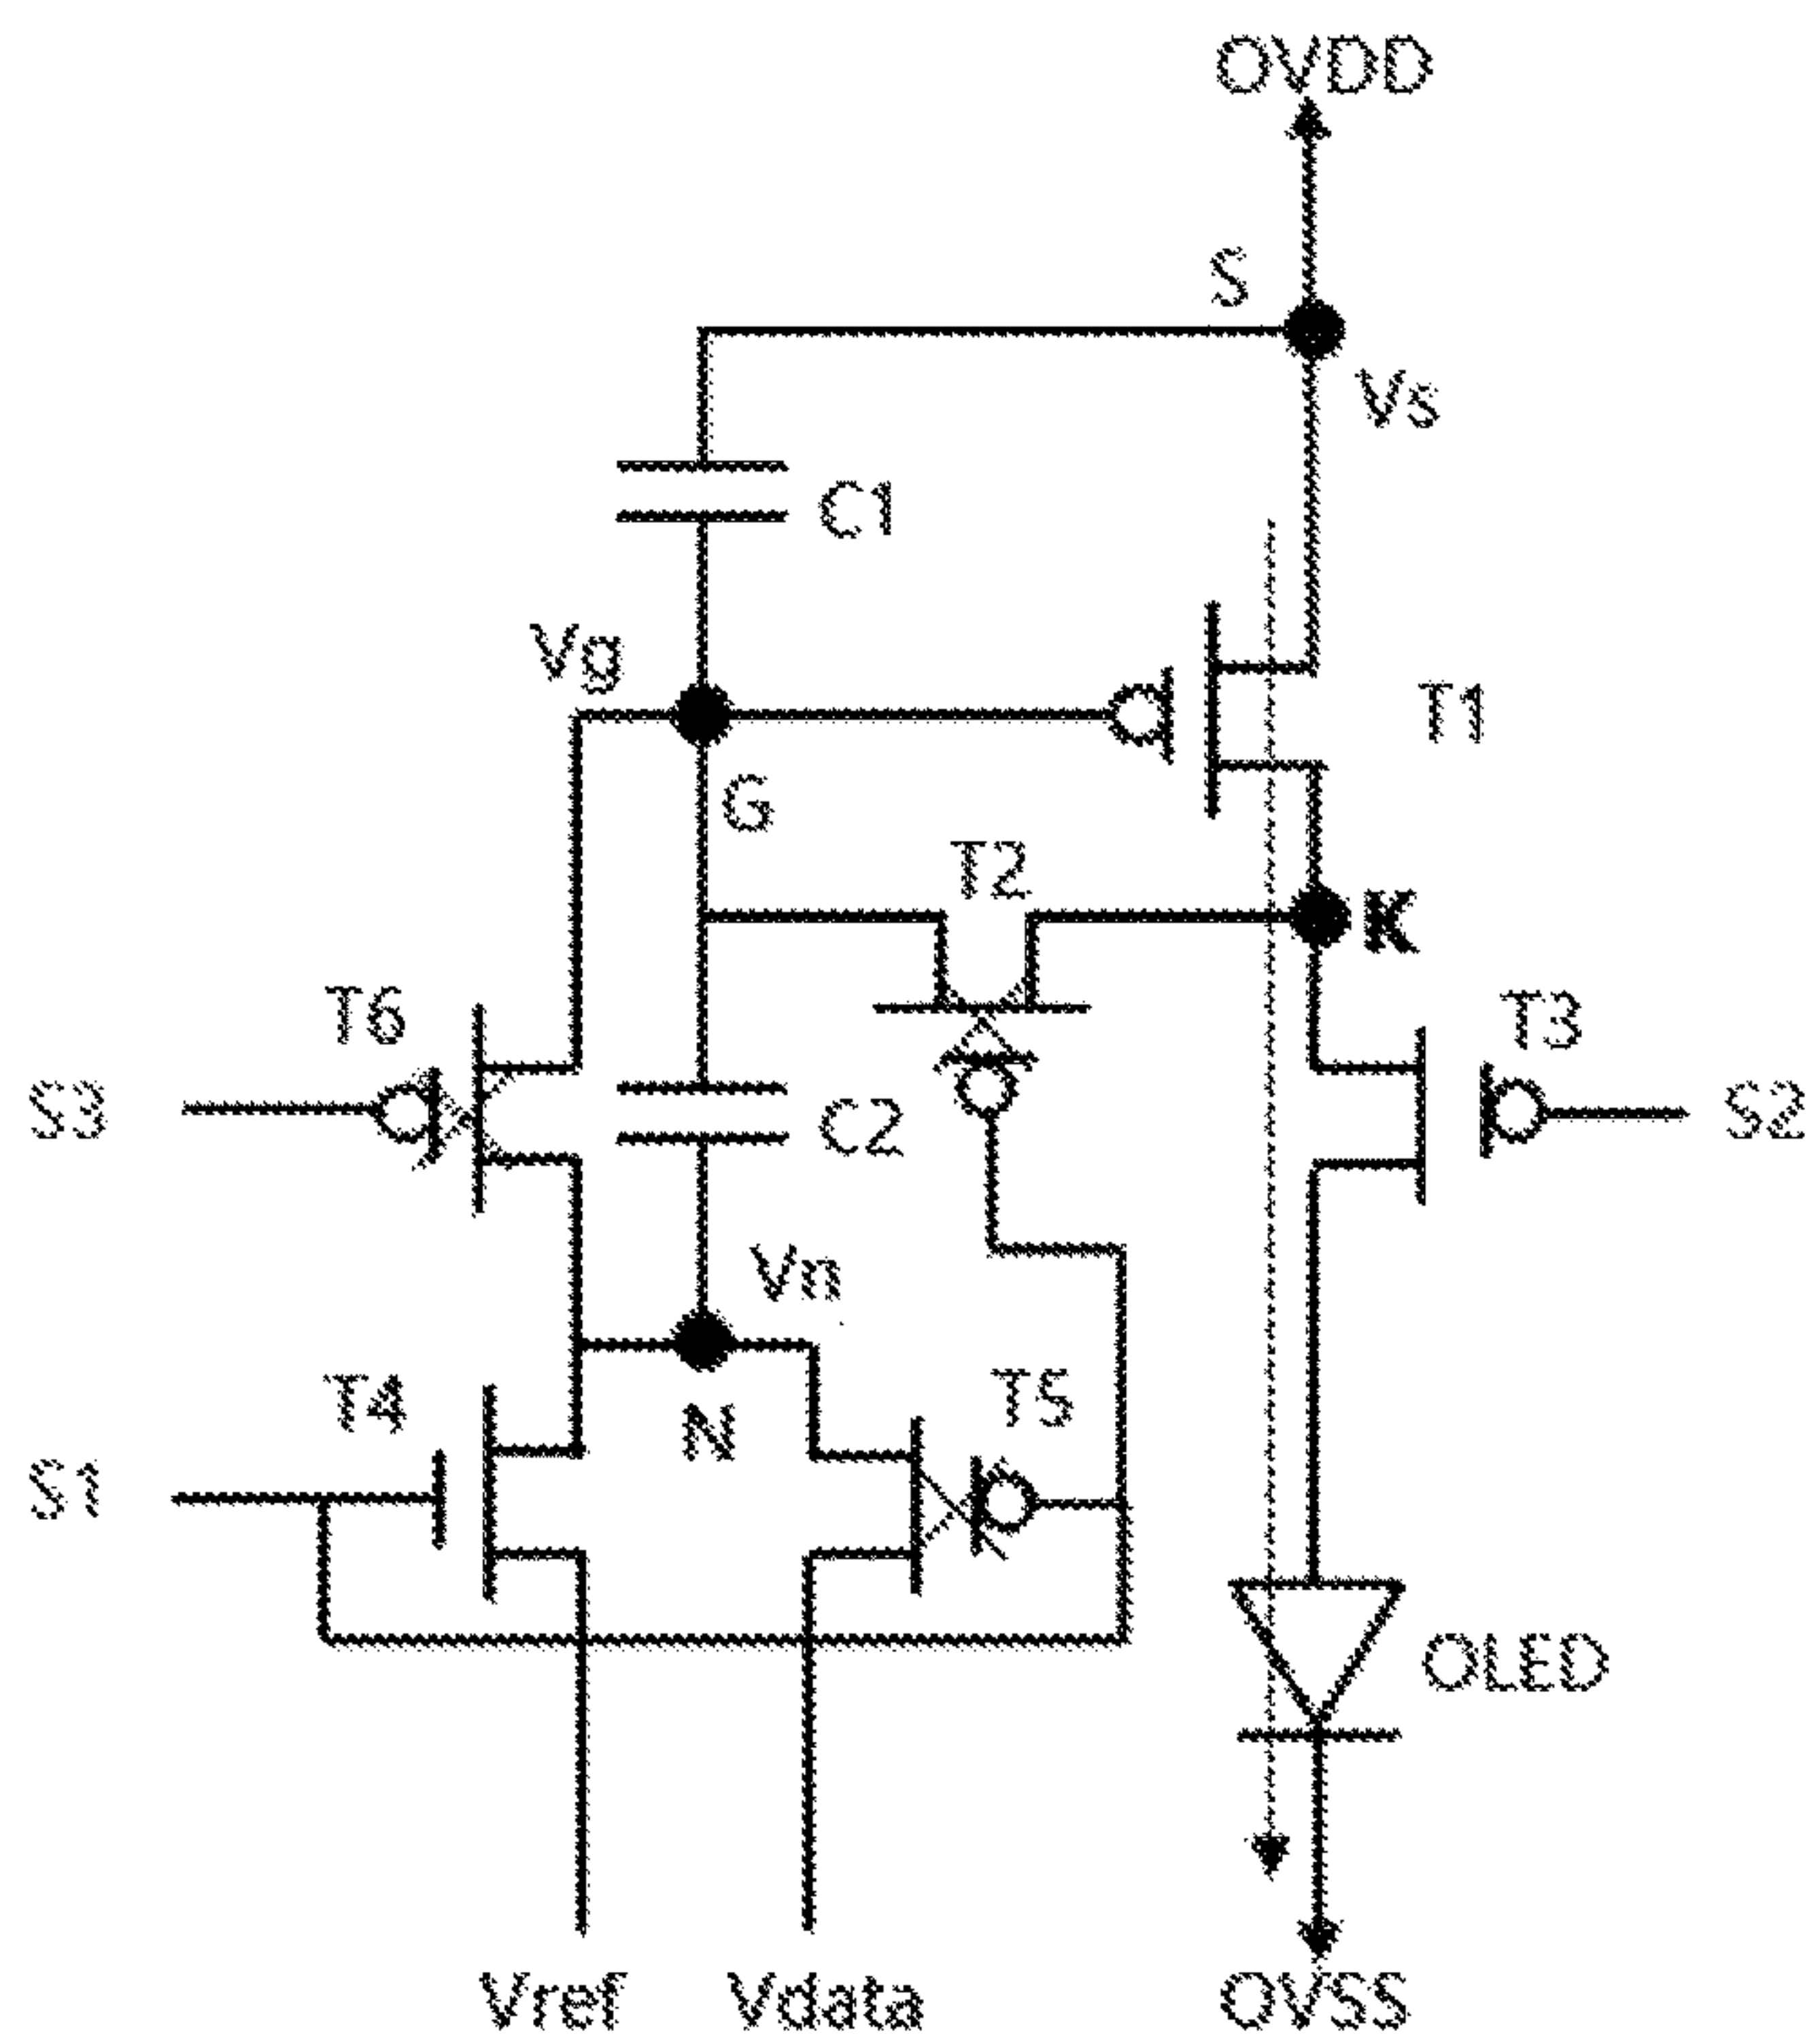 OVDD
S
Vs
C1
Vg
T1
G
T2
K
T6
T3
S3
C2
S2
Vn
T4
T5
N
S1
OLED
Vref
Vdata
OVSS